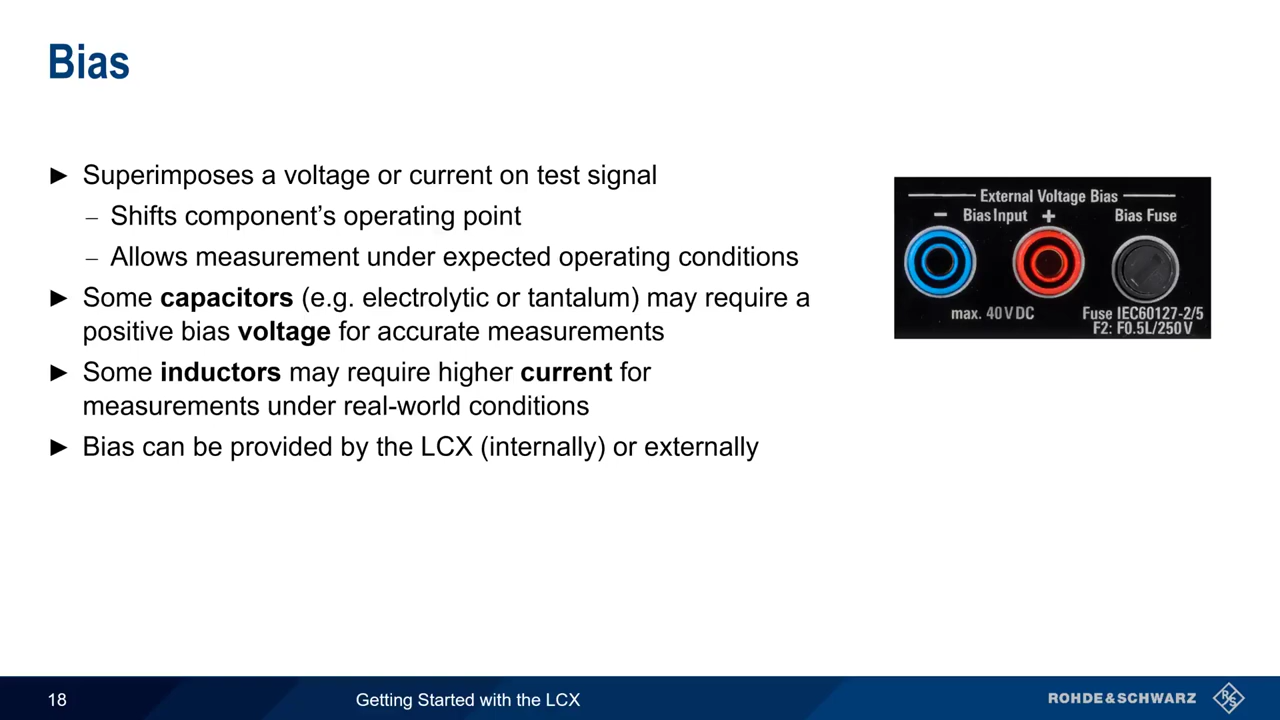 Bias
► Superimposes a voltage or current on test signal
– Shifts component’s operating point
– Allows measurement under expected operating conditions
► Some capacitors (e.g. electrolytic or tantalum) may require a
positive bias voltage for accurate measurements
► Some inductors may require higher current for
measurements under real-world conditions
► Bias can be provided by the LCX (internally) or externally
External Voltage Bias
− Bias Input + Bias Fuse
max. 40 V DC Fuse IEC60127-2/5
F2: F0.5L/250 V
18 Getting Started with the LCX ROHDE & SCHWARZ R S